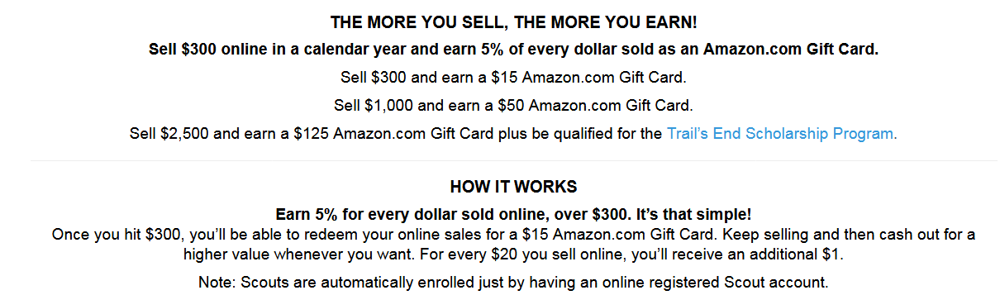 THE MORE YOU SELL, THE MORE YOU EARN!
Sell $300 online in a calendar year and earn 5% of every dollar sold as an Amazon.com Gift Card.
Sell $300 and earn a $15 Amazon.com Gift Card.
Sell $1,000 and earn a $50 Amazon.com Gift Card.
Sell $2,500 and earn a $125 Amazon.com Gift Card plus be qualified for the Trail’s End Scholarship Program.
HOW IT WORKS
Earn 5% for every dollar sold online, over $300. It’s that simple!
Once you hit $300, you’ll be able to redeem your online sales for a $15 Amazon.com Gift Card. Keep selling and then cash out for a
higher value whenever you want. For every $20 you sell online, you’ll receive an additional $1.
Note: Scouts are automatically enrolled just by having an online registered Scout account.